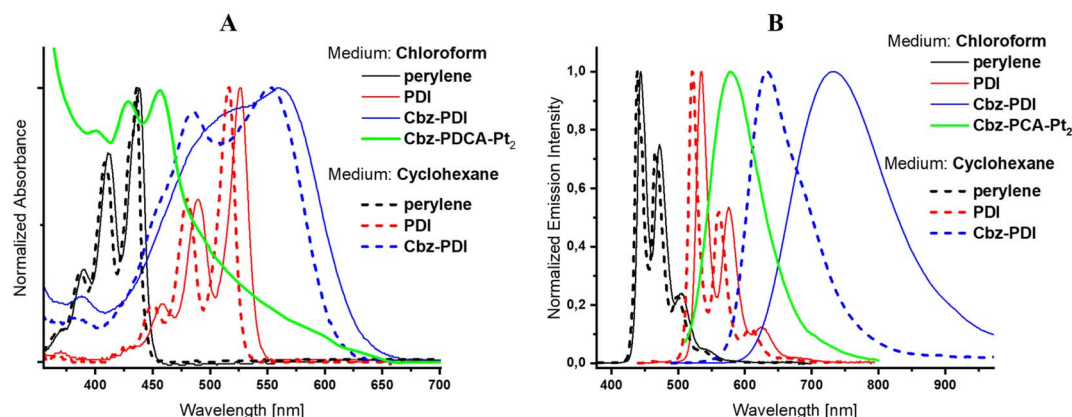 A
Medium: Chloroform
perylene
PDI
Cbz-PDI
Cbz-PDCA-Pt2
Medium: Cyclohexane
perylene
PDI
Cbz-PDI
Normalized Absorbance
400 450 500 550 600 650 700
Wavelength [nm]
B
Medium: Chloroform
perylene
PDI
Cbz-PDI
Cbz-PCA-Pt2
Medium: Cyclohexane
perylene
PDI
Cbz-PDI
Normalized Emission Intensity
1,0
0,8
0,6
0,4
0,2
0,0
400 500 600 700 800 900
Wavelength [nm]